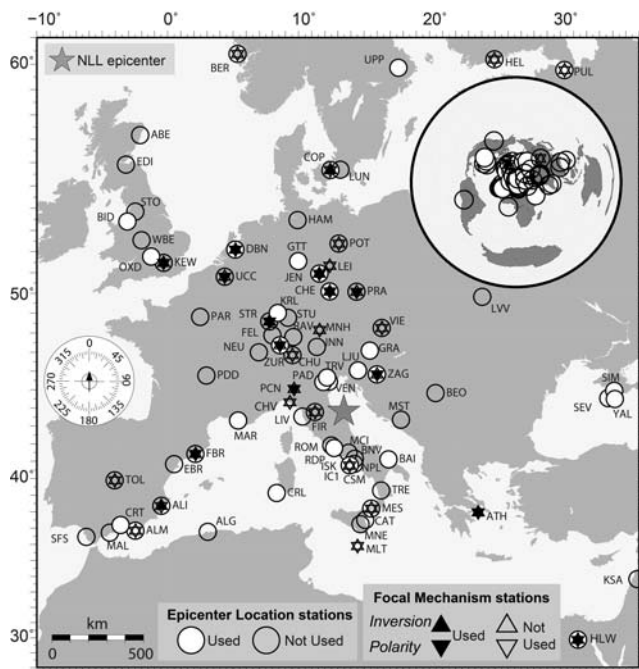 −10° 0° 10° 20° 30°
NLL epicenter
60°
BER
UPP
HEL
PUL
ABE
EDI
COP
LUN
STO
BID
WBE
HAM
OXD
KEW
DBN
GTT
POT
UCC
JEN
LEI
50°
CHE
PRA
LVV
KRL
PAR
STR
STU
FEL
RAV
MNH
VIE
NEU
INN
GRA
ZUR
CHU
LJU
PDD
PAD
TRV
ZAG
PCN
VEN
BEO
SIM
CHV
SEV
YAL
MAR
LIV
FIR
MST
ROM
MCI
BNV
FBR
RDP
BAI
EBR
ISK
NPL
IC1
CSM
40°
TOL
CRL
TRE
ALI
MES
ATH
CRT
CAT
SFS
MAL
ALM
ALG
MNE
MLT
KSA
HLW
30°
0
45
90
135
180
225
270
315
km
0 500
Epicenter Location stations
Used Not Used
Focal Mechanism stations
Inversion Used Not Used
Polarity